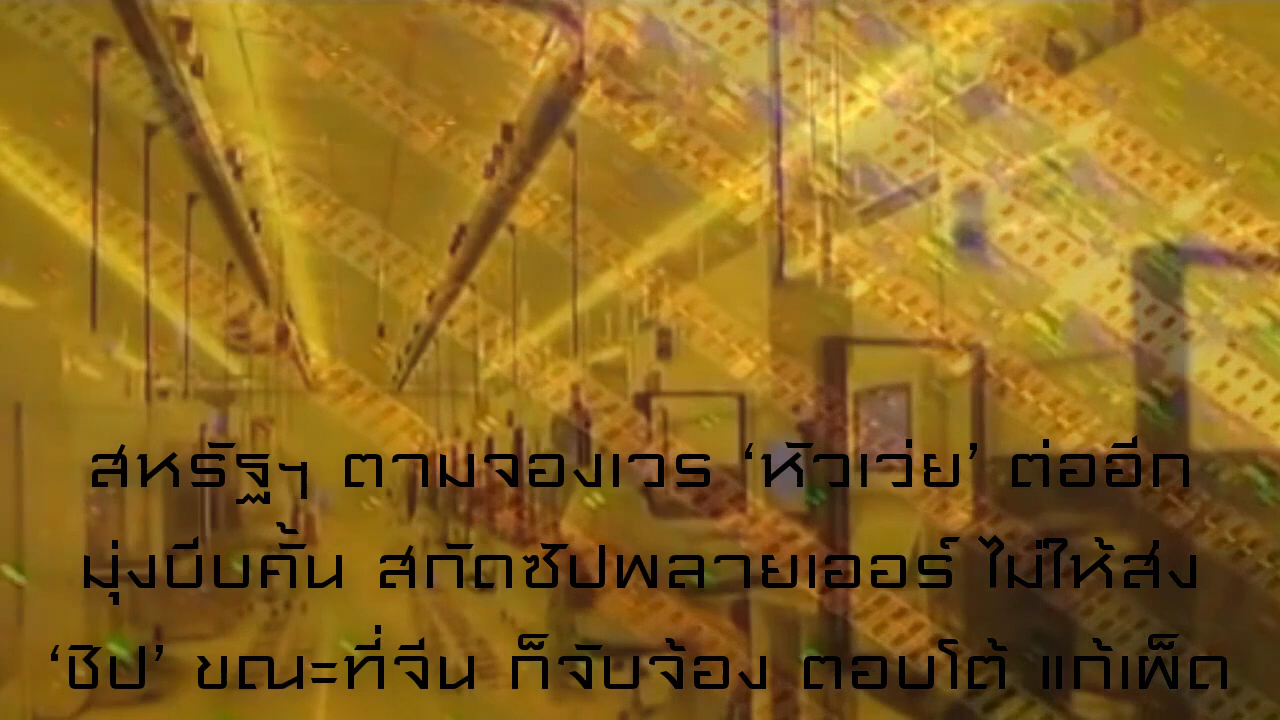 สหรัฐฯ ตามจองเวร ‘หัวเว่ย’ ต่ออีก
มุ่งบีบคั้น สกัดซัปพลายเออร์ ไม่ให้ส่ง
‘ชิป’ ขณะที่จีน ก็จับจ้อง ตอบโต้ แก้เผ็ด